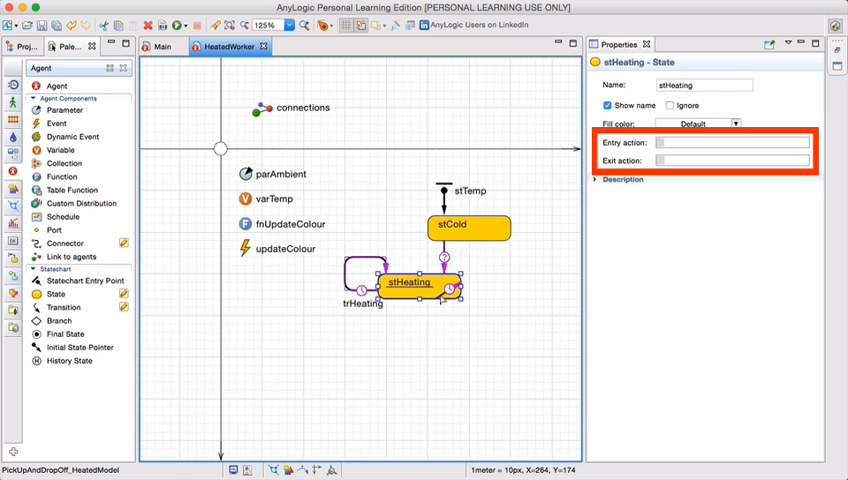 AnyLogic Personal Learning Edition [PERSONAL LEARNING USE ONLY]
125%
AnyLogic Users on LinkedIn
Proj...
Pale...
Main
HeatedWorker
Properties
Agent
Agent
Agent Components
Parameter
Event
Dynamic Event
Variable
Collection
Function
Table Function
Custom Distribution
Schedule
Port
Connector
Link to agents
Statechart
Statechart Entry Point
State
Transition
Branch
Final State
Initial State Pointer
History State
connections
parAmbient
varTemp
fnUpdateColour
updateColour
stTemp
stCold
?
stHeating
trHeating
stHeating - State
Name:
stHeating
Show name
Ignore
Fill color:
Default
Entry action:
Exit action:
Description
PickUpAndDropOff_HeatedModel
1meter = 10px, X=264, Y=174